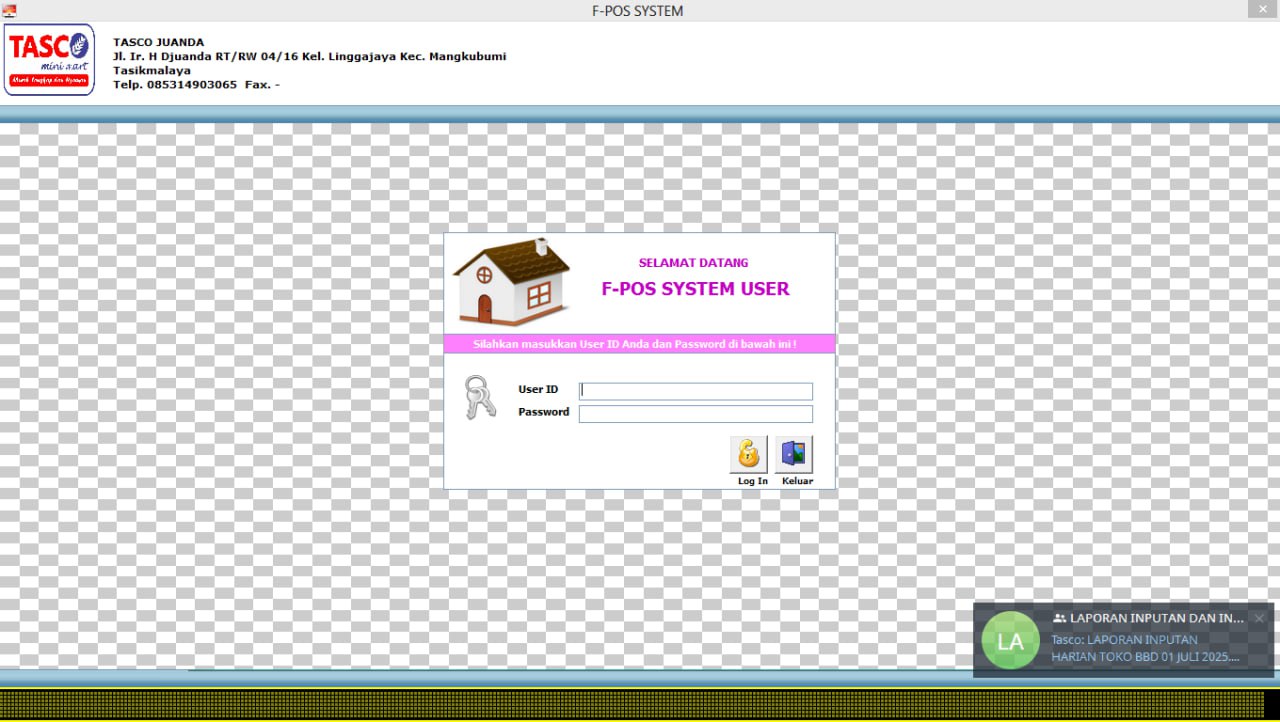 F-POS SYSTEM
TASCO
mini mart
Murah Lengkap dan Nyaman
TASCO JUANDA
Jl. Ir. H Djuanda RT/RW 04/16 Kel. Linggajaya Kec. Mangkubumi
Tasikmalaya
Telp. 085314903065 Fax. -
SELAMAT DATANG
F-POS SYSTEM USER
Silahkan masukkan User ID Anda dan Password di bawah ini !
User ID
Password
Log In
Keluar
LA
LAPORAN INPUTAN DAN IN...
Tasco: LAPORAN INPUTAN
HARIAN TOKO BBD 01 JULI 2025....